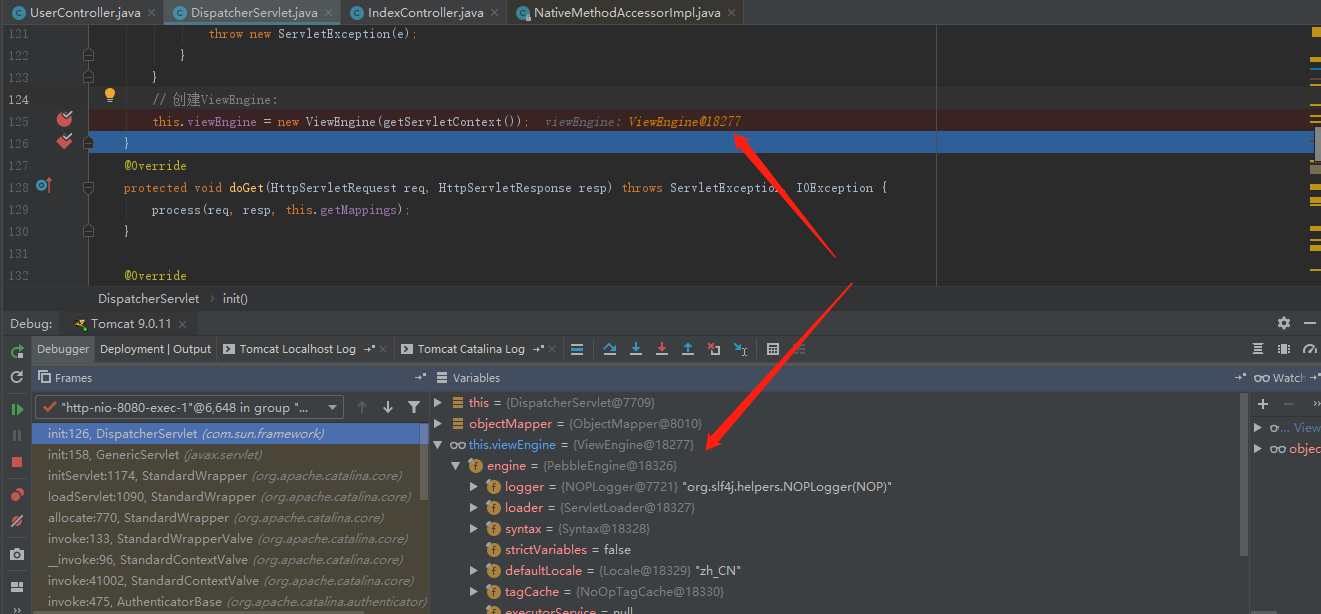 UserController.java × DispatcherServlet.java × IndexController.java × NativeMethodAccessorImpl.java ×
121 throw new ServletException(e);
122 }
123 }
124 // 创建ViewEngine:
125 this.viewEngine = new ViewEngine(getServletContext()); viewEngine: ViewEngine@18277
126 }
127 @Override
128 protected void doGet(HttpServletRequest req, HttpServletResponse resp) throws ServletException, IOException {
129 process(req, resp, this.getMappings);
130 }
131
132 @Override
DispatcherServlet › init()
Debug: Tomcat 9.0.11 ×
Debugger Deployment | Output Tomcat Localhost Log × Tomcat Catalina Log ×
Frames
"http-nio-8080-exec-1"@6,648 in group "...
init:126, DispatcherServlet (com.sun.framework)
init:158, GenericServlet (javax.servlet)
initServlet:1174, StandardWrapper (org.apache.catalina.core)
loadServlet:1090, StandardWrapper (org.apache.catalina.core)
allocate:770, StandardWrapper (org.apache.catalina.core)
invoke:133, StandardWrapperValve (org.apache.catalina.core)
__invoke:96, StandardContextValve (org.apache.catalina.core)
invoke:41002, StandardContextValve (org.apache.catalina.core)
invoke:475, AuthenticatorBase (org.apache.catalina.authenticator)
Variables
this = {DispatcherServlet@7709}
objectMapper = {ObjectMapper@8010}
this.viewEngine = {ViewEngine@18277}
engine = {PebbleEngine@18326}
logger = {NOPLogger@7721} "org.slf4j.helpers.NOPLogger(NOP)"
loader = {ServletLoader@18327}
syntax = {Syntax@18328}
strictVariables = false
defaultLocale = {Locale@18329} "zh_CN"
tagCache = {NoOpTagCache@18330}
executorService = null
Watch
... View
objec